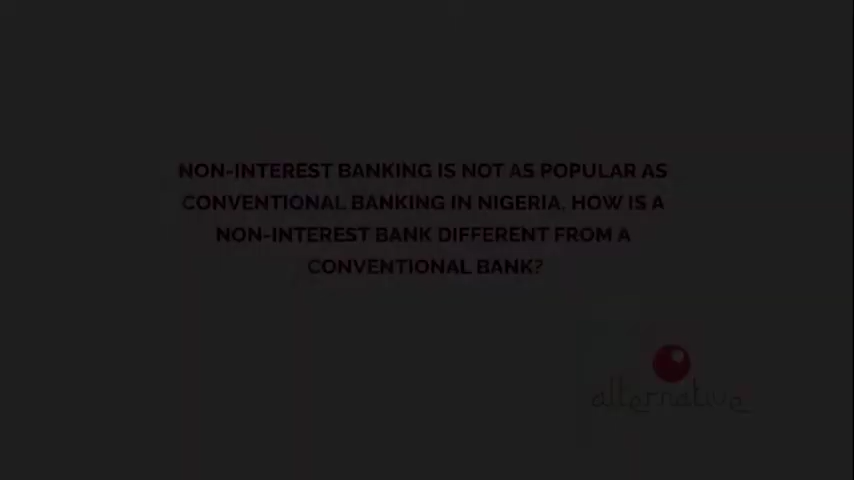 NON-INTEREST BANKING IS NOT AS POPULAR AS
CONVENTIONAL BANKING IN NIGERIA. HOW IS A
NON-INTEREST BANK DIFFERENT FROM A
CONVENTIONAL BANK?
alternative